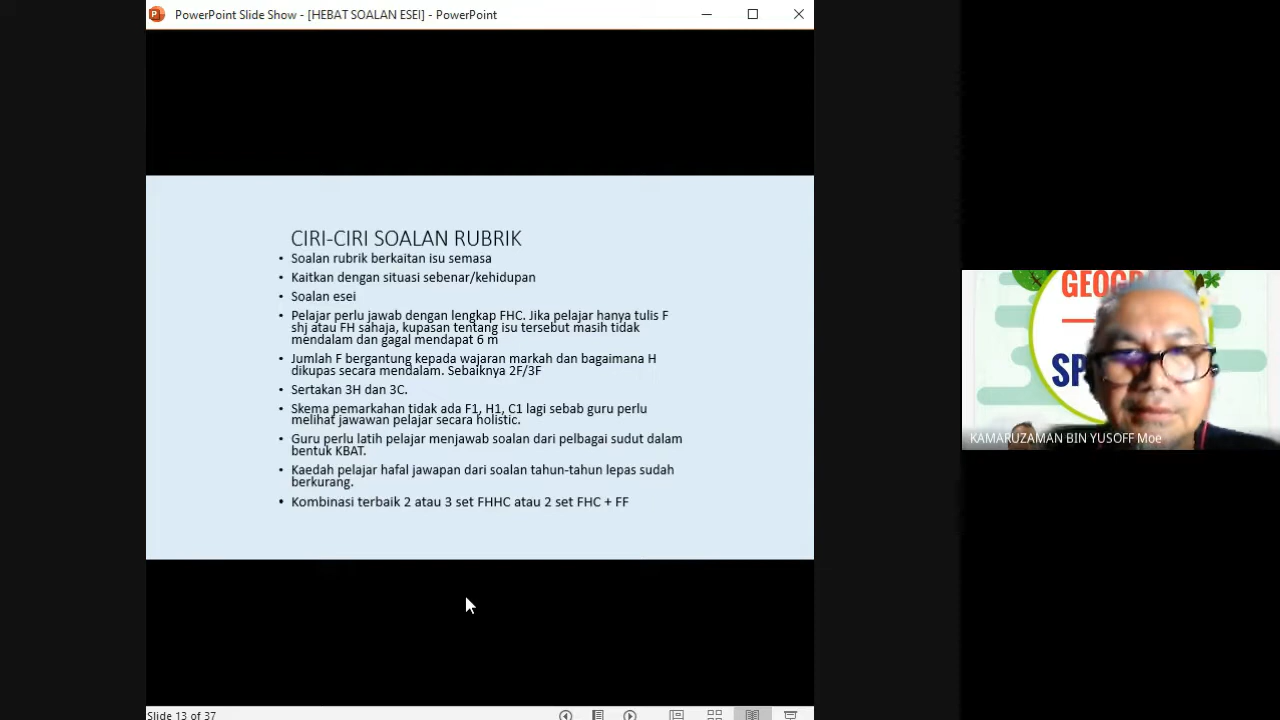 PowerPoint Slide Show - [HEBAT SOALAN ESEI] - PowerPoint
CIRI-CIRI SOALAN RUBRIK
• Soalan rubrik berkaitan isu semasa
• Kaitkan dengan situasi sebenar/kehidupan
• Soalan esei
• Pelajar perlu jawab dengan lengkap FHC. Jika pelajar hanya tulis F
shj atau FH sahaja, kupasan tentang isu tersebut masih tidak
mendalam dan gagal mendapat 6 m
• Jumlah F bergantung kepada wajaran markah dan bagaimana H
dikupas secara mendalam. Sebaiknya 2F/3F
• Sertakan 3H dan 3C.
• Skema pemarkahan tidak ada F1, H1, C1 lagi sebab guru perlu
melihat jawawan pelajar secara holistic.
• Guru perlu latih pelajar menjawab soalan dari pelbagai sudut dalam
bentuk KBAT.
• Kaedah pelajar hafal jawapan dari soalan tahun-tahun lepas sudah
berkurang.
• Kombinasi terbaik 2 atau 3 set FHHC atau 2 set FHC + FF
Slide 13 of 37
KAMARUZAMAN BIN YUSOFF Moe